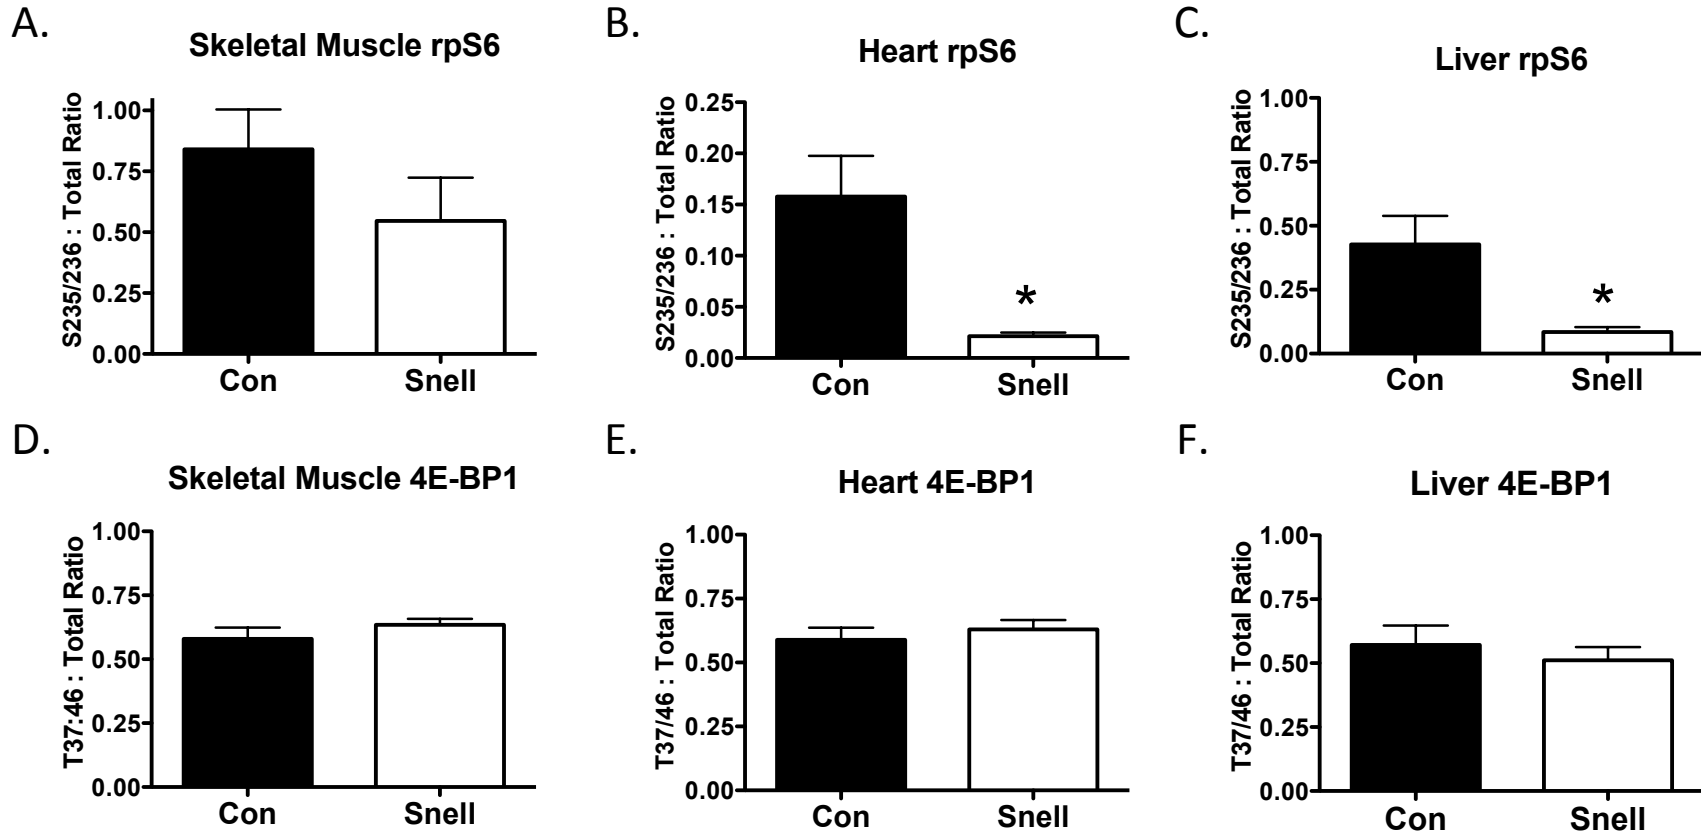 A.
Skeletal Muscle rpS6
S235/236 : Total Ratio
1.00
0.75
0.50
0.25
0.00
Con
Snell
B.
Heart rpS6
S235/236 : Total Ratio
0.25
0.20
0.15
0.10
0.05
0.00
*
Con
Snell
C.
Liver rpS6
S235/236 : Total Ratio
1.00
0.75
0.50
0.25
0.00
*
Con
Snell
D.
Skeletal Muscle 4E-BP1
T37:46 : Total Ratio
1.00
0.75
0.50
0.25
0.00
Con
Snell
E.
Heart 4E-BP1
T37/46 : Total Ratio
1.00
0.75
0.50
0.25
0.00
Con
Snell
F.
Liver 4E-BP1
T37/46 : Total Ratio
1.00
0.75
0.50
0.25
0.00
Con
Snell